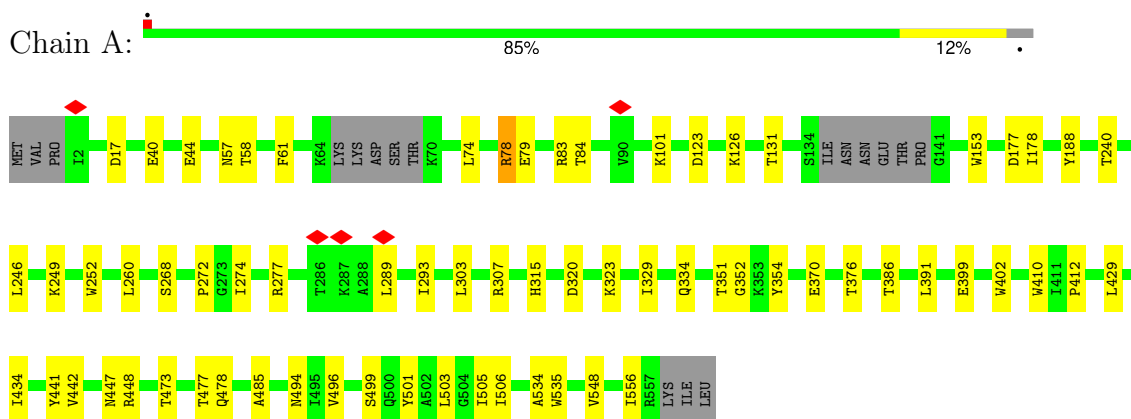 Chain A:
85%
12%
MET VAL PRO I2 D17 E40 E44 N57 T58 F61 K64 LYS LYS ASP SER THR K70 L74 R78 E79 R83 T84 V90 K101 D123 K126 T131 S134 ILE ASN ASN GLU THR PRO G141 W153 D177 I178 Y188 T240
L246 K249 W252 L260 S268 P272 G273 I274 R277 T286 K287 A288 L289 I293 L303 R307 H315 D320 K323 I329 Q334 T351 G352 K353 Y354 E370 T376 T386 L391 E399 W402 W410 I411 P412 L429
I434 Y441 V442 N447 R448 T473 T477 Q478 A485 N494 I495 V496 S499 Q500 Y501 A502 L503 G504 I505 I506 A534 W535 V548 I556 R557 LYS ILE LEU